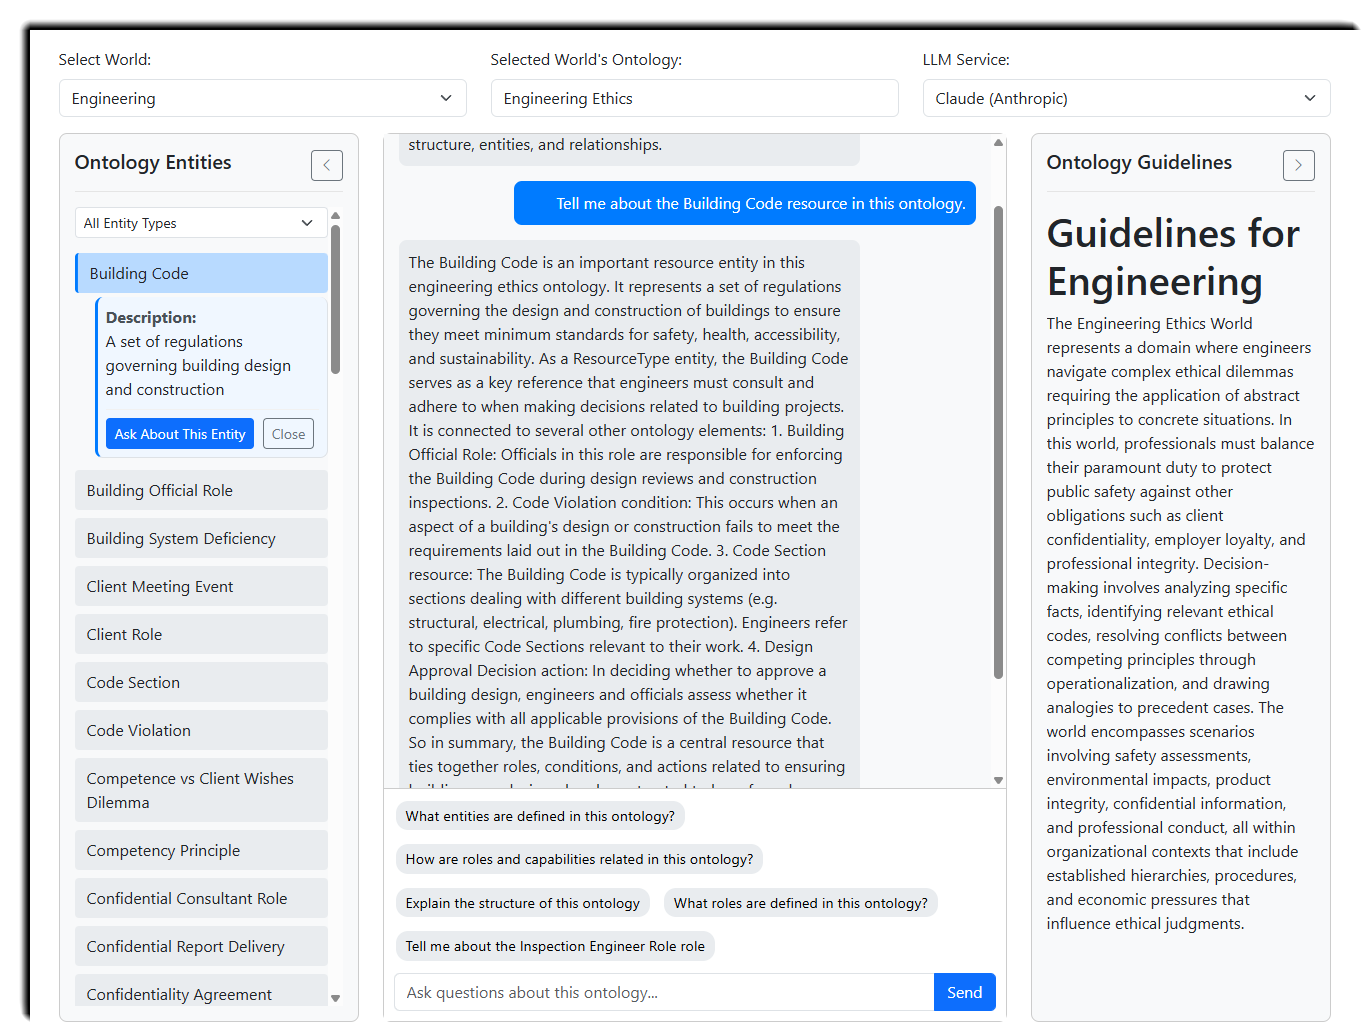 Select World:
Engineering
Selected World's Ontology:
Engineering Ethics
LLM Service:
Claude (Anthropic)
Ontology Entities
All Entity Types
Building Code
Description:
A set of regulations
governing building design
and construction
Ask About This Entity
Close
Building Official Role
Building System Deficiency
Client Meeting Event
Client Role
Code Section
Code Violation
Competence vs Client Wishes
Dilemma
Competency Principle
Confidential Consultant Role
Confidential Report Delivery
Confidentiality Agreement
structure, entities, and relationships.
Tell me about the Building Code resource in this ontology.
The Building Code is an important resource entity in this
engineering ethics ontology. It represents a set of regulations
governing the design and construction of buildings to ensure
they meet minimum standards for safety, health, accessibility,
and sustainability. As a ResourceType entity, the Building Code
serves as a key reference that engineers must consult and
adhere to when making decisions related to building projects.
It is connected to several other ontology elements: 1. Building
Official Role: Officials in this role are responsible for enforcing
the Building Code during design reviews and construction
inspections. 2. Code Violation condition: This occurs when an
aspect of a building's design or construction fails to meet the
requirements laid out in the Building Code. 3. Code Section
resource: The Building Code is typically organized into
sections dealing with different building systems (e.g.
structural, electrical, plumbing, fire protection). Engineers refer
to specific Code Sections relevant to their work. 4. Design
Approval Decision action: In deciding whether to approve a
building design, engineers and officials assess whether it
complies with all applicable provisions of the Building Code.
So in summary, the Building Code is a central resource that
ties together roles, conditions, and actions related to ensuring
What entities are defined in this ontology?
How are roles and capabilities related in this ontology?
Explain the structure of this ontology
What roles are defined in this ontology?
Tell me about the Inspection Engineer Role role
Ask questions about this ontology...
Send
Ontology Guidelines
Guidelines for
Engineering
The Engineering Ethics World
represents a domain where engineers
navigate complex ethical dilemmas
requiring the application of abstract
principles to concrete situations. In
this world, professionals must balance
their paramount duty to protect
public safety against other
obligations such as client
confidentiality, employer loyalty, and
professional integrity. Decision-
making involves analyzing specific
facts, identifying relevant ethical
codes, resolving conflicts between
competing principles through
operationalization, and drawing
analogies to precedent cases. The
world encompasses scenarios
involving safety assessments,
environmental impacts, product
integrity, confidential information,
and professional conduct, all within
organizational contexts that include
established hierarchies, procedures,
and economic pressures that
influence ethical judgments.